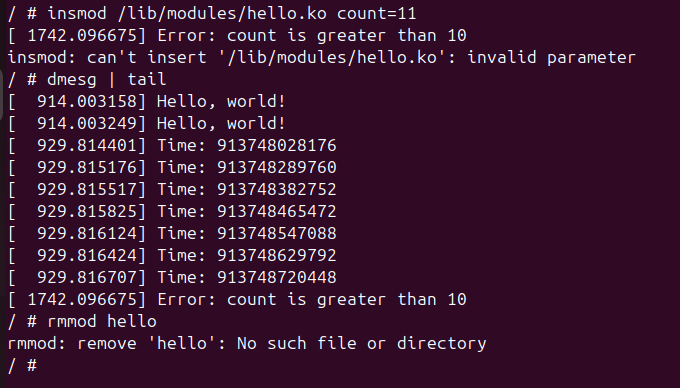 / # insmod /lib/modules/hello.ko count=11
[ 1742.096675] Error: count is greater than 10
insmod: can't insert '/lib/modules/hello.ko': invalid parameter
/ # dmesg | tail
[  914.003158] Hello, world!
[  914.003249] Hello, world!
[  929.814401] Time: 913748028176
[  929.815176] Time: 913748289760
[  929.815517] Time: 913748382752
[  929.815825] Time: 913748465472
[  929.816124] Time: 913748547088
[  929.816424] Time: 913748629792
[  929.816707] Time: 913748720448
[ 1742.096675] Error: count is greater than 10
/ # rmmod hello
rmmod: remove 'hello': No such file or directory
/ #